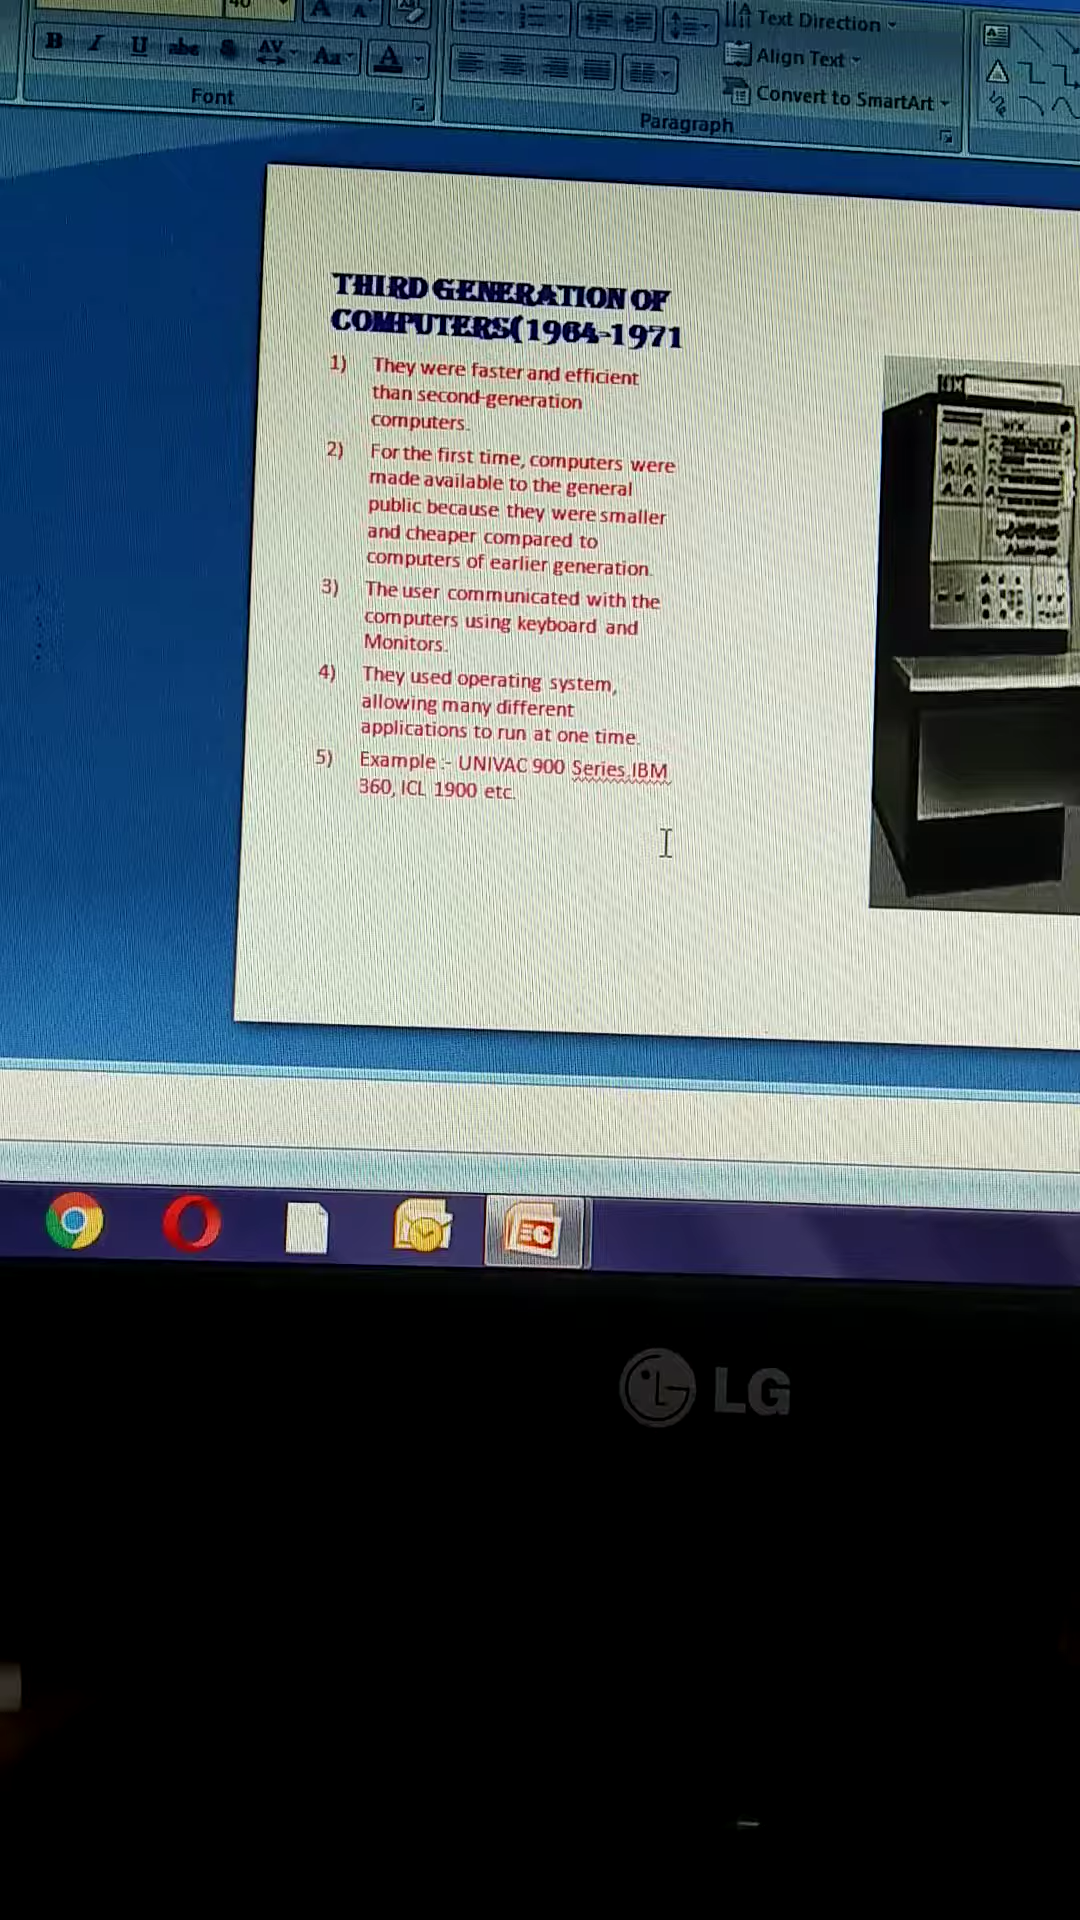 40
A A
Text Direction
B I U abc S AV Aa A
Align Text
Convert to SmartArt
Font
Paragraph
THIRD GENERATION OF
COMPUTERS(1964-1971
1) They were faster and efficient
than second-generation
computers.
2) For the first time, computers were
made available to the general
public because they were smaller
and cheaper compared to
computers of earlier generation.
3) The user communicated with the
computers using keyboard and
Monitors.
4) They used operating system,
allowing many different
applications to run at one time.
5) Example :- UNIVAC 900 Series,IBM
360, ICL 1900 etc.
LG